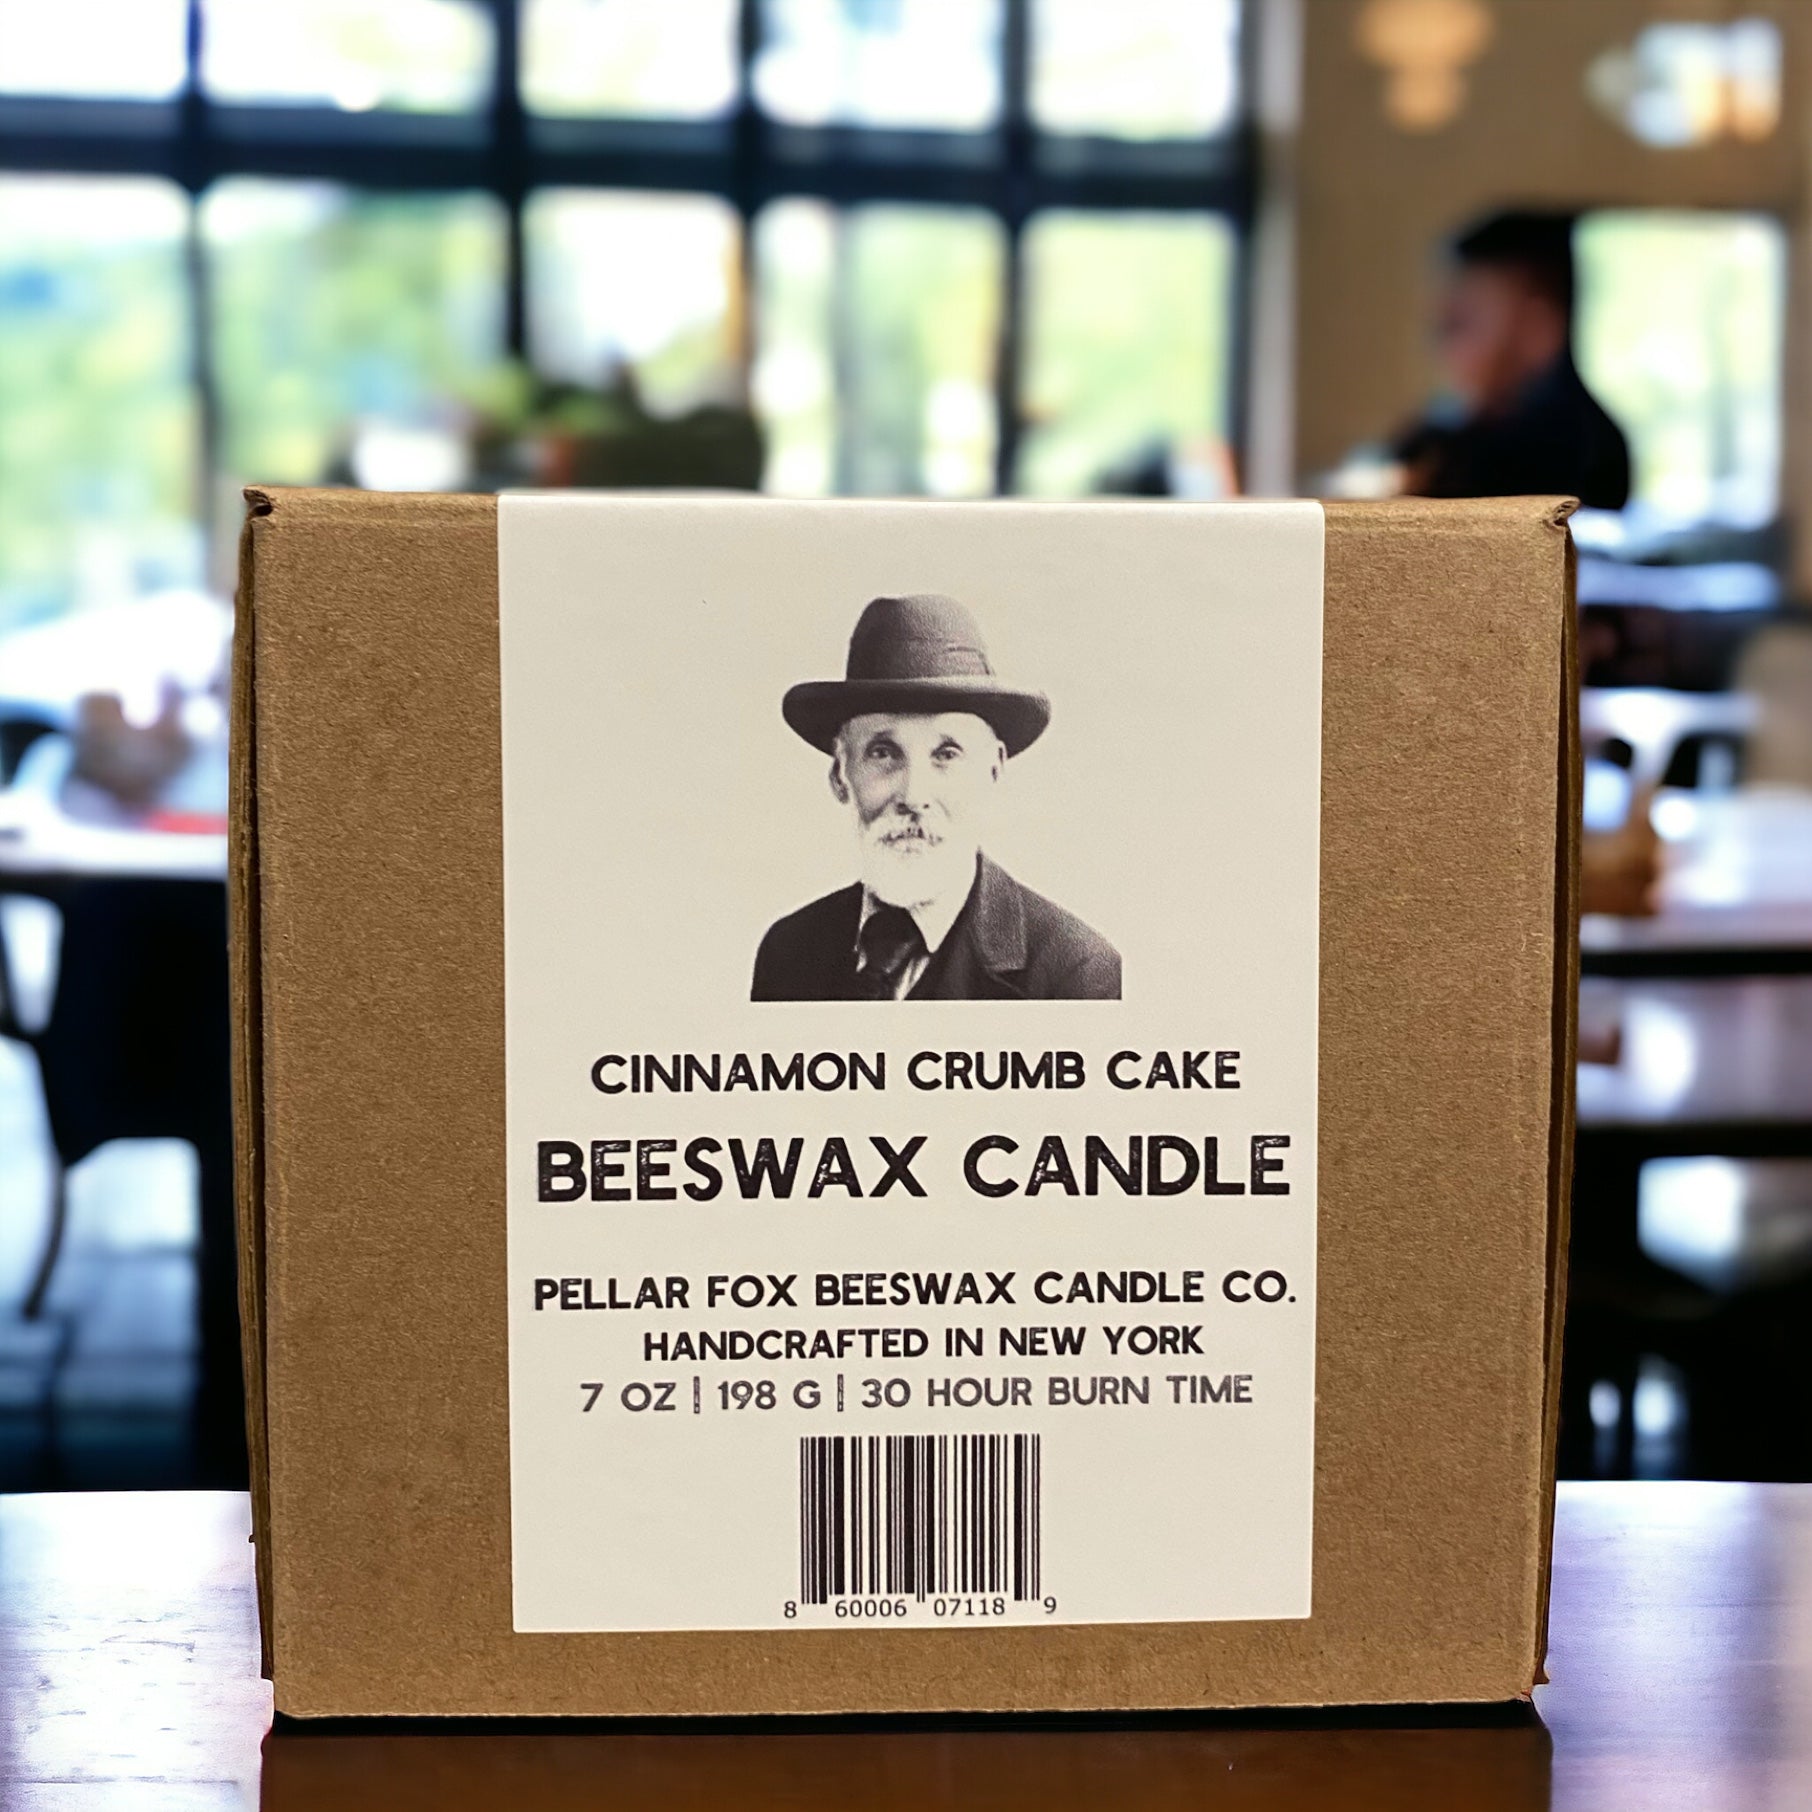 CINNAMON CRUMB CAKE
BEESWAX CANDLE
PELLAR FOX BEESWAX CANDLE CO.
HANDCRAFTED IN NEW YORK
7 OZ | 198 G | 30 HOUR BURN TIME
8 60006 07118 9